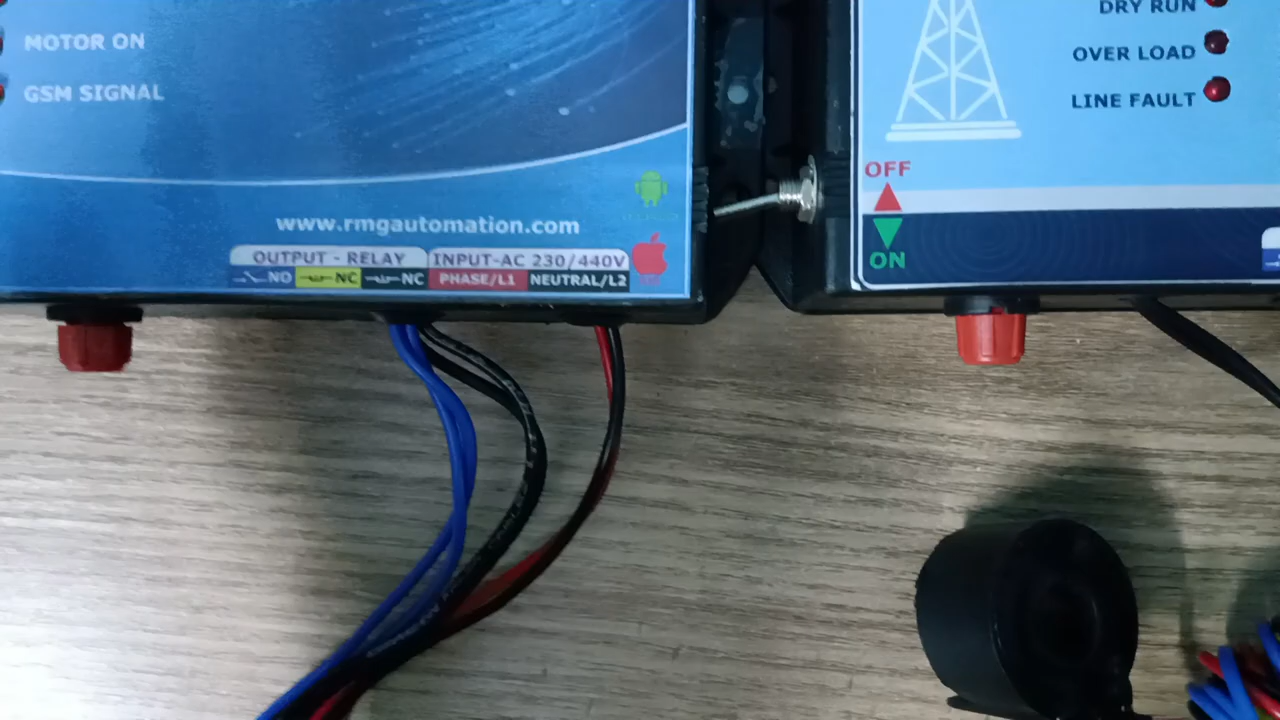 MOTOR ON
GSM SIGNAL
www.rmgautomation.com
OUTPUT - RELAY
INPUT-AC 230/440V
NO
NC
NC
PHASE/L1
NEUTRAL/L2
DRY RUN
OVER LOAD
LINE FAULT
OFF
ON